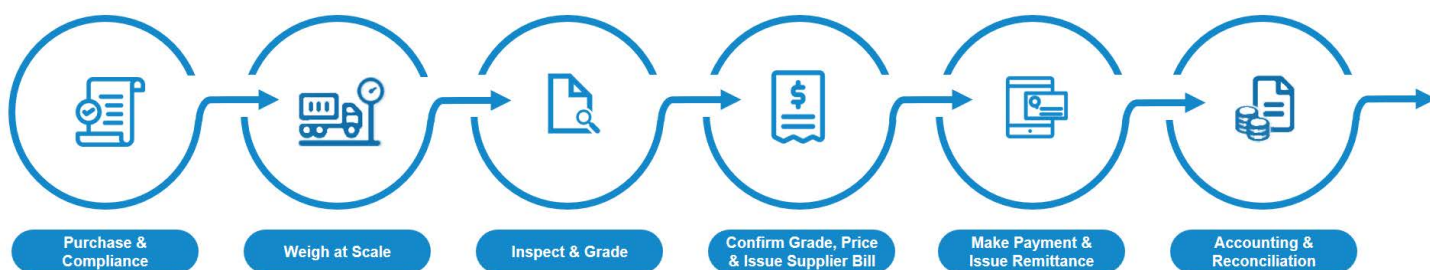 Purchase &
Compliance
Weigh at Scale
Inspect & Grade
Confirm Grade, Price
& Issue Supplier Bill
Make Payment &
Issue Remittance
Accounting &
Reconciliation